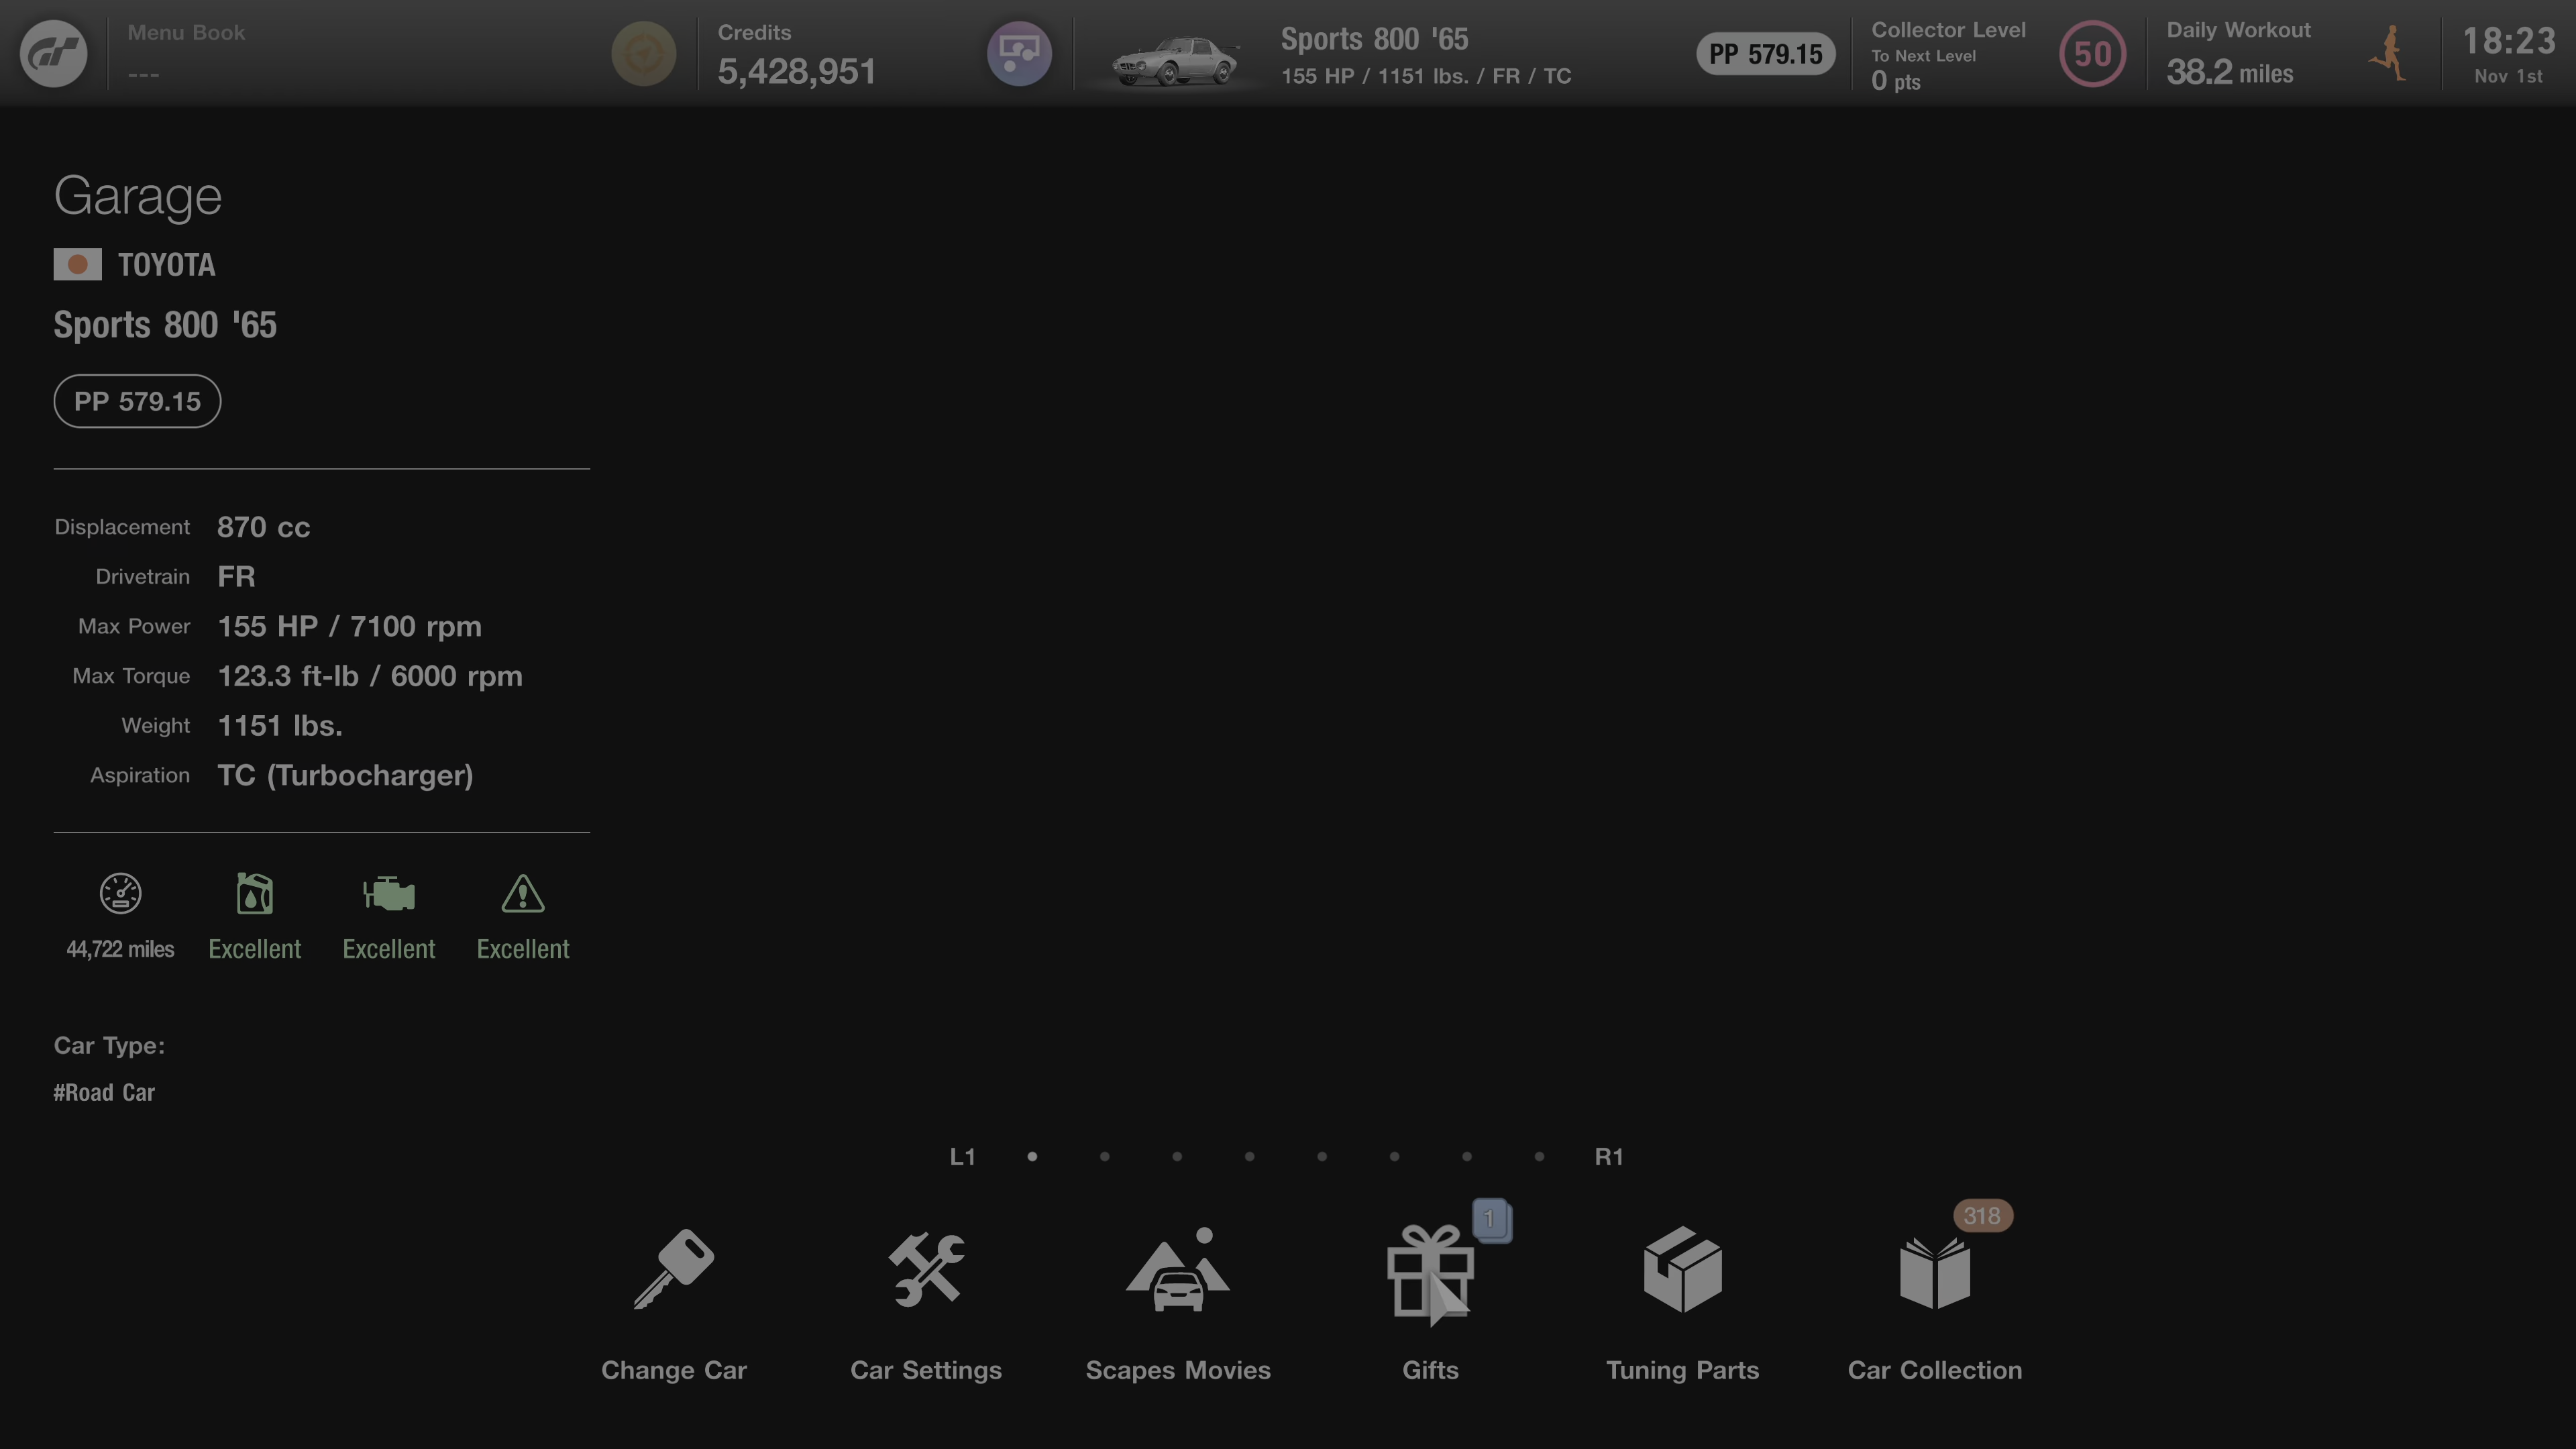 Menu Book
---
Credits
5,428,951
Sports 800 '65
155 HP / 1151 lbs. / FR / TC
PP 579.15
Collector Level
To Next Level
0 pts
50
Daily Workout
38.2 miles
18:23
Nov 1st
Garage
TOYOTA
Sports 800 '65
PP 579.15
Displacement 870 cc
Drivetrain FR
Max Power 155 HP / 7100 rpm
Max Torque 123.3 ft-lb / 6000 rpm
Weight 1151 lbs.
Aspiration TC (Turbocharger)
44,722 miles Excellent Excellent Excellent
Car Type:
#Road Car
L1 R1
1 318
Change Car Car Settings Scapes Movies Gifts Tuning Parts Car Collection